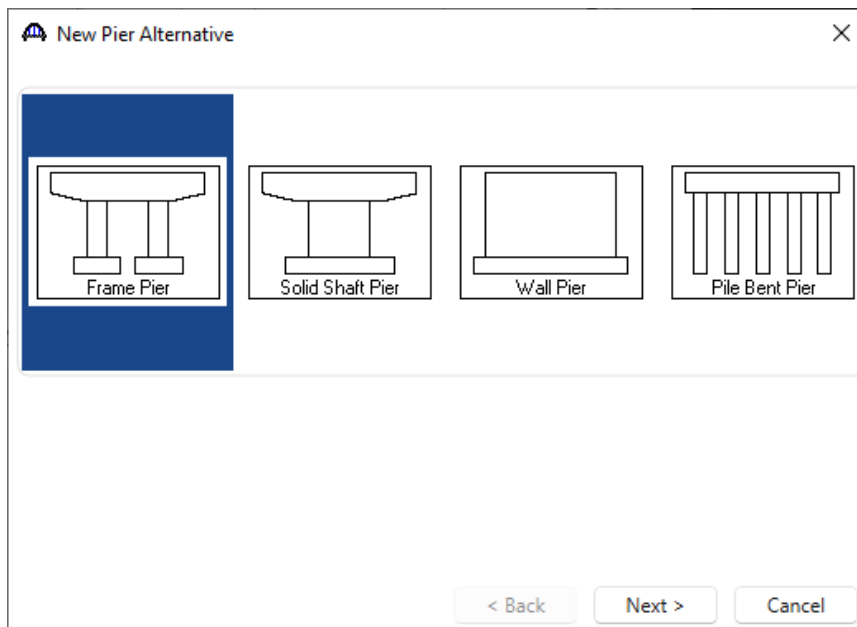 New Pier Alternative
Frame Pier
Solid Shaft Pier
Wall Pier
Pile Bent Pier
< Back
Next >
Cancel